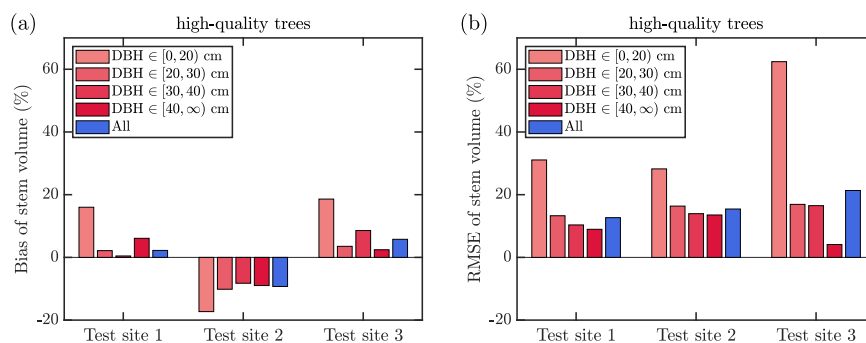 (a)
high-quality trees
Bias of stem volume (%)
60
40
20
0
-20
DBH ∈ [0, 20) cm
DBH ∈ [20, 30) cm
DBH ∈ [30, 40) cm
DBH ∈ [40, ∞) cm
All
Test site 1
Test site 2
Test site 3
(b)
high-quality trees
RMSE of stem volume (%)
60
40
20
0
-20
DBH ∈ [0, 20) cm
DBH ∈ [20, 30) cm
DBH ∈ [30, 40) cm
DBH ∈ [40, ∞) cm
All
Test site 1
Test site 2
Test site 3